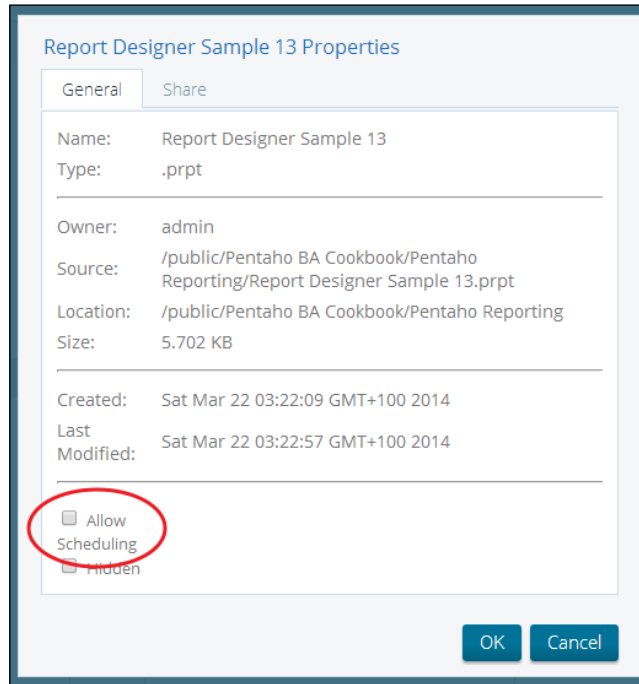 Report Designer Sample 13 Properties
General Share
Name: Report Designer Sample 13
Type: .prpt
Owner: admin
Source: /public/Pentaho BA Cookbook/Pentaho
Reporting/Report Designer Sample 13.prpt
Location: /public/Pentaho BA Cookbook/Pentaho Reporting
Size: 5.702 KB
Created: Sat Mar 22 03:22:09 GMT+100 2014
Last
Modified: Sat Mar 22 03:22:57 GMT+100 2014
Allow
Scheduling
Hidden
OK Cancel